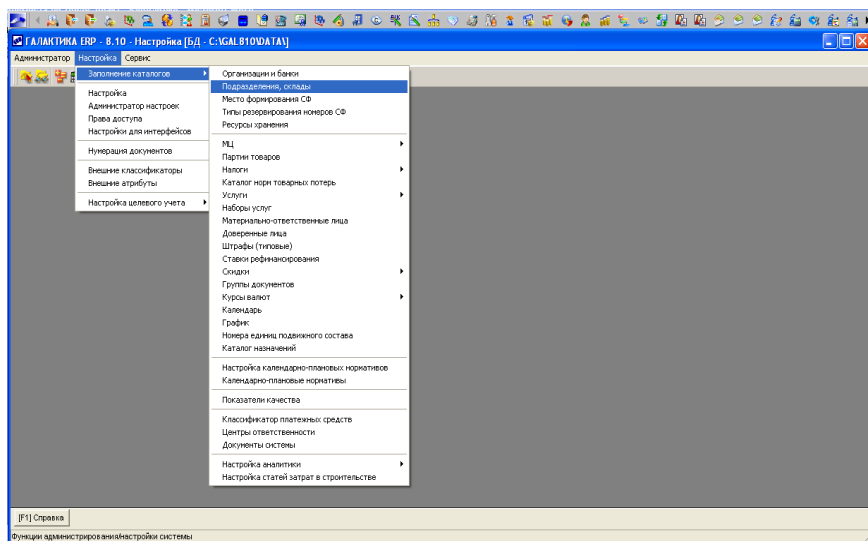 ГАЛАКТИКА ERP - 8.10 - Настройка [БД - C:\GAL810\DATA\]
Администратор Настройка Сервис
Заполнение каталогов
Настройка
Администратор настроек
Права доступа
Настройки для интерфейсов
Нумерация документов
Внешние классификаторы
Внешние атрибуты
Настройка целевого учета
Организации и банки
Подразделения, склады
Место формирования СФ
Типы резервирования номеров СФ
Ресурсы хранения
МЦ
Партии товаров
Налоги
Каталог норм товарных потерь
Услуги
Наборы услуг
Материально-ответственные лица
Доверенные лица
Штрафы (типовые)
Ставки рефинансирования
Скидки
Группы документов
Курсы валют
Календарь
График
Номера единиц подвижного состава
Каталог назначений
Настройка календарно-плановых нормативов
Календарно-плановые нормативы
Показатели качества
Классификатор платежных средств
Центры ответственности
Документы системы
Настройка аналитики
Настройка статей затрат в строительстве
[F1] Справка
Функции администрирования/настройки системы